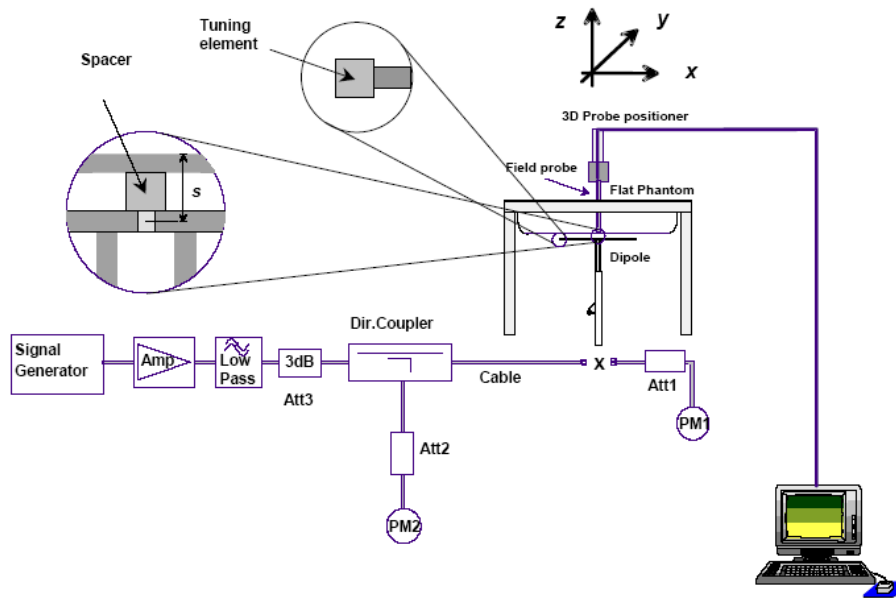 Tuning
element
Spacer
s
z
y
x
3D Probe positioner
Field probe
Flat Phantom
Dipole
Dir.Coupler
Signal
Generator
Amp
Low
Pass
3dB
Att3
Cable
X
Att1
PM1
Att2
PM2